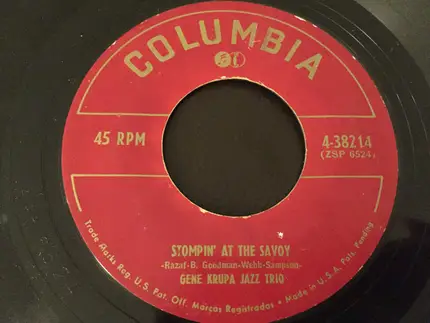 COLUMBIA
45 RPM
4-38214
(ZSP 6524)
STOMPIN' AT THE SAVOY
-Razaf-B. Goodman-Webb-Sampson-
GENE KRUPA JAZZ TRIO
Trade Marks Reg. U.S. Pat. Off. Marcas Registradas • Made in U.S.A. Pats. Pending